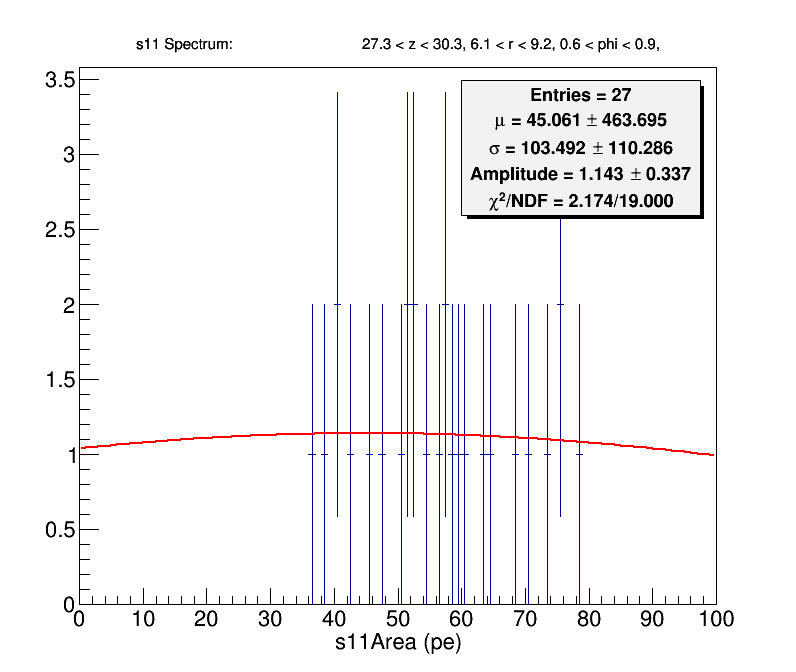 s11 Spectrum: 27.3 < z < 30.3, 6.1 < r < 9.2, 0.6 < phi < 0.9,
Entries = 27
μ = 45.061 ± 463.695
σ = 103.492 ± 110.286
Amplitude = 1.143 ± 0.337
χ²/NDF = 2.174/19.000
3.5
3
2.5
2
1.5
1
0.5
0
0 10 20 30 40 50 60 70 80 90 100
s11Area (pe)